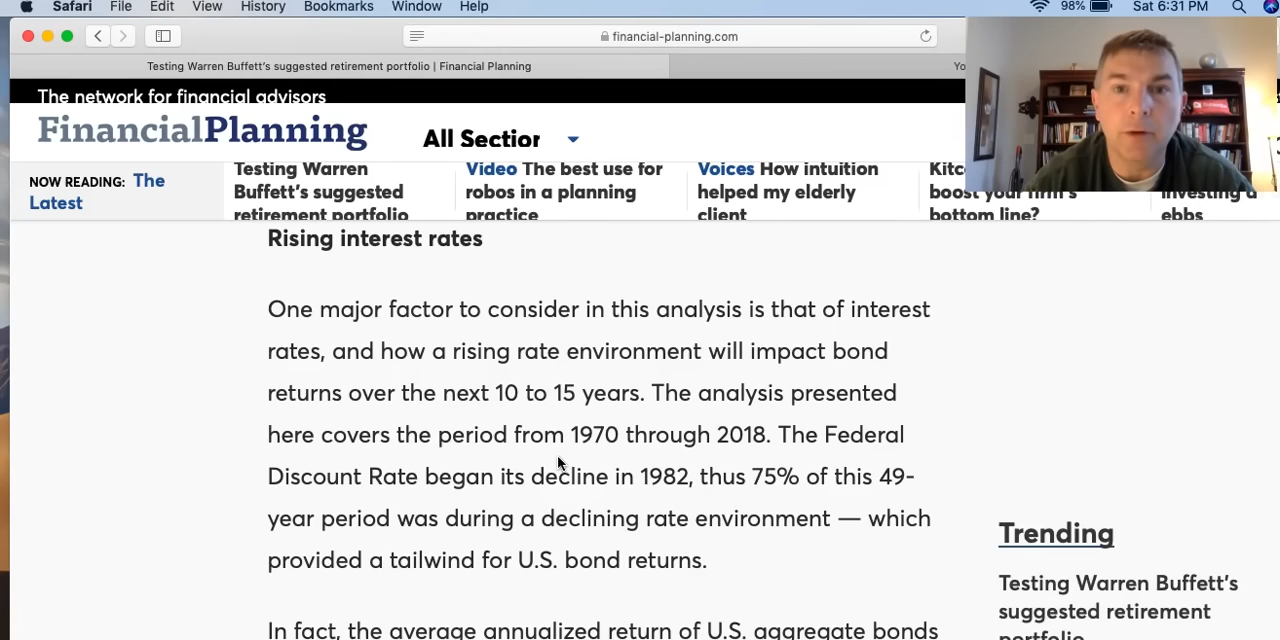 Safari File Edit View History Bookmarks Window Help 98% Sat 6:31 PM
financial-planning.com
Testing Warren Buffett's suggested retirement portfolio | Financial Planning
The network for financial advisors
FinancialPlanning
All Section
NOW READING: The Latest
Testing Warren
Buffett's suggested
retirement portfolio
Video The best use for
robos in a planning
practice
Voices How intuition
helped my elderly
client
boost your firm's
bottom line?
investing
ebbs
Rising interest rates
One major factor to consider in this analysis is that of interest
rates, and how a rising rate environment will impact bond
returns over the next 10 to 15 years. The analysis presented
here covers the period from 1970 through 2018. The Federal
Discount Rate began its decline in 1982, thus 75% of this 49-
year period was during a declining rate environment — which
provided a tailwind for U.S. bond returns.
In fact, the average annualized return of U.S. aggregate bonds
Trending
Testing Warren Buffett's
suggested retirement
portfolio